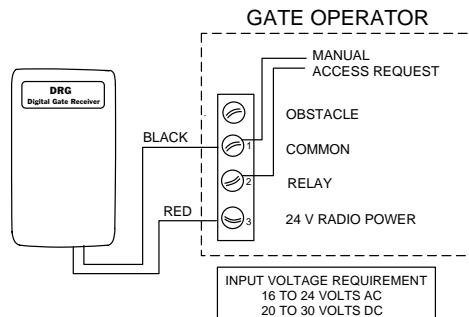 GATE OPERATOR
MANUAL
ACCESS REQUEST
DRG
Digital Gate Receiver
OBSTACLE
BLACK
1
COMMON
2
RELAY
RED
3
24 V RADIO POWER
INPUT VOLTAGE REQUIREMENT
16 TO 24 VOLTS AC
20 TO 30 VOLTS DC